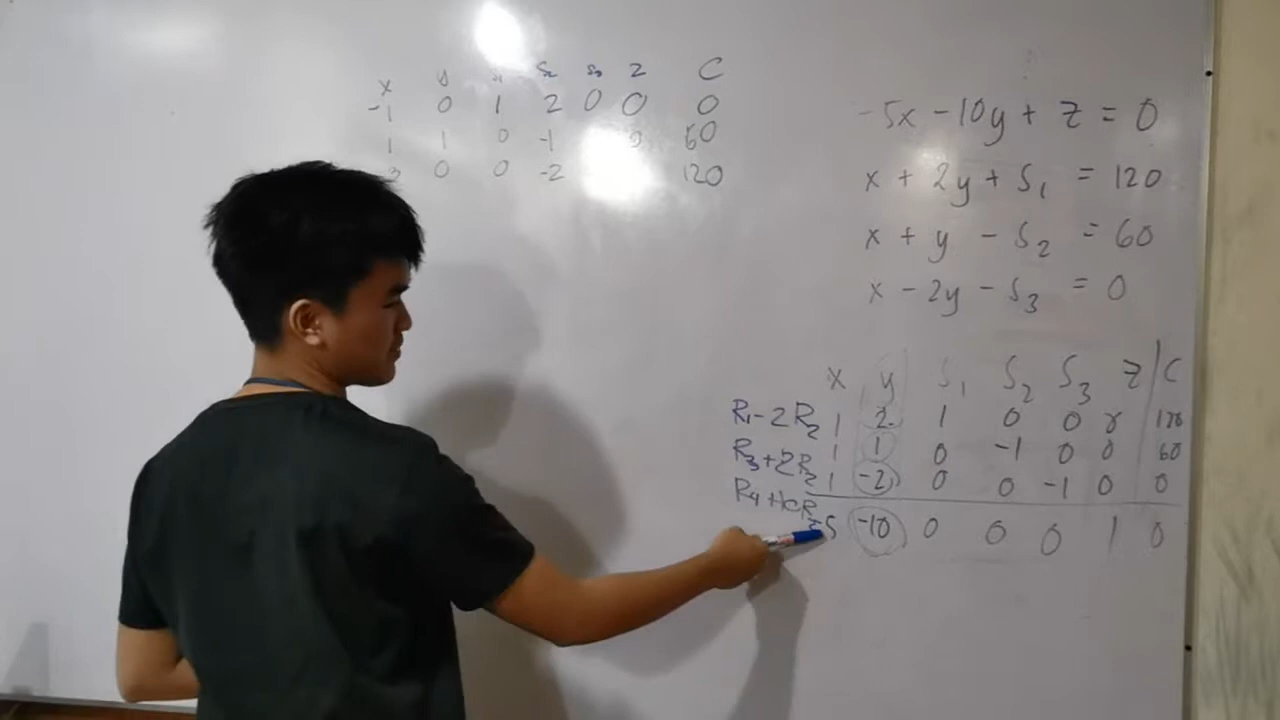 x y s1 s2 s3 z C
-1 0 1 2 0 0 0
1 1 0 -1 0 60
3 0 0 -2 120
-5x - 10y + z = 0
x + 2y + S1 = 120
x + y - S2 = 60
x - 2y - S3 = 0
x y S1 S2 S3 z | C
R1-2R2 1 2 1 0 0 0 120
R3+2R2 1 1 0 -1 0 0 60
1 -2 0 0 -1 0 0
R4+10R2 -5 -10 0 0 0 1 0